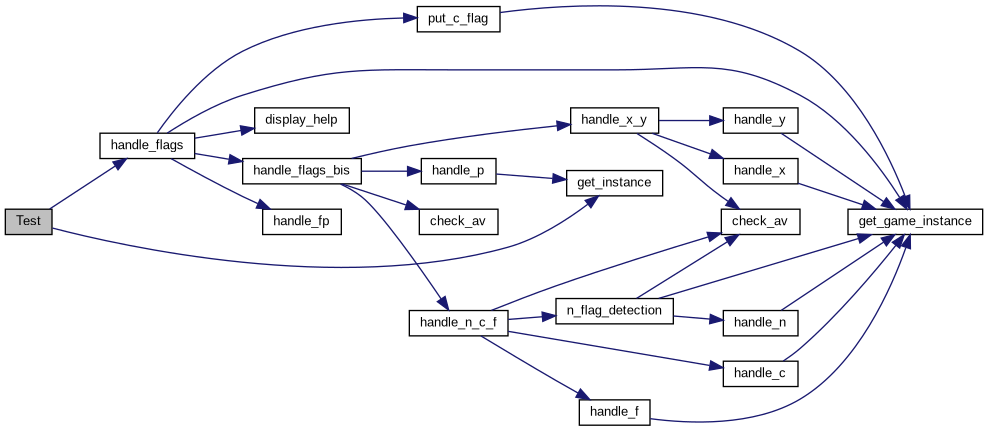 Test
handle_flags
put_c_flag
display_help
handle_flags_bis
handle_fp
handle_p
check_av
handle_n_c_f
handle_x_y
get_instance
n_flag_detection
handle_f
handle_y
handle_x
check_av
handle_n
handle_c
get_game_instance